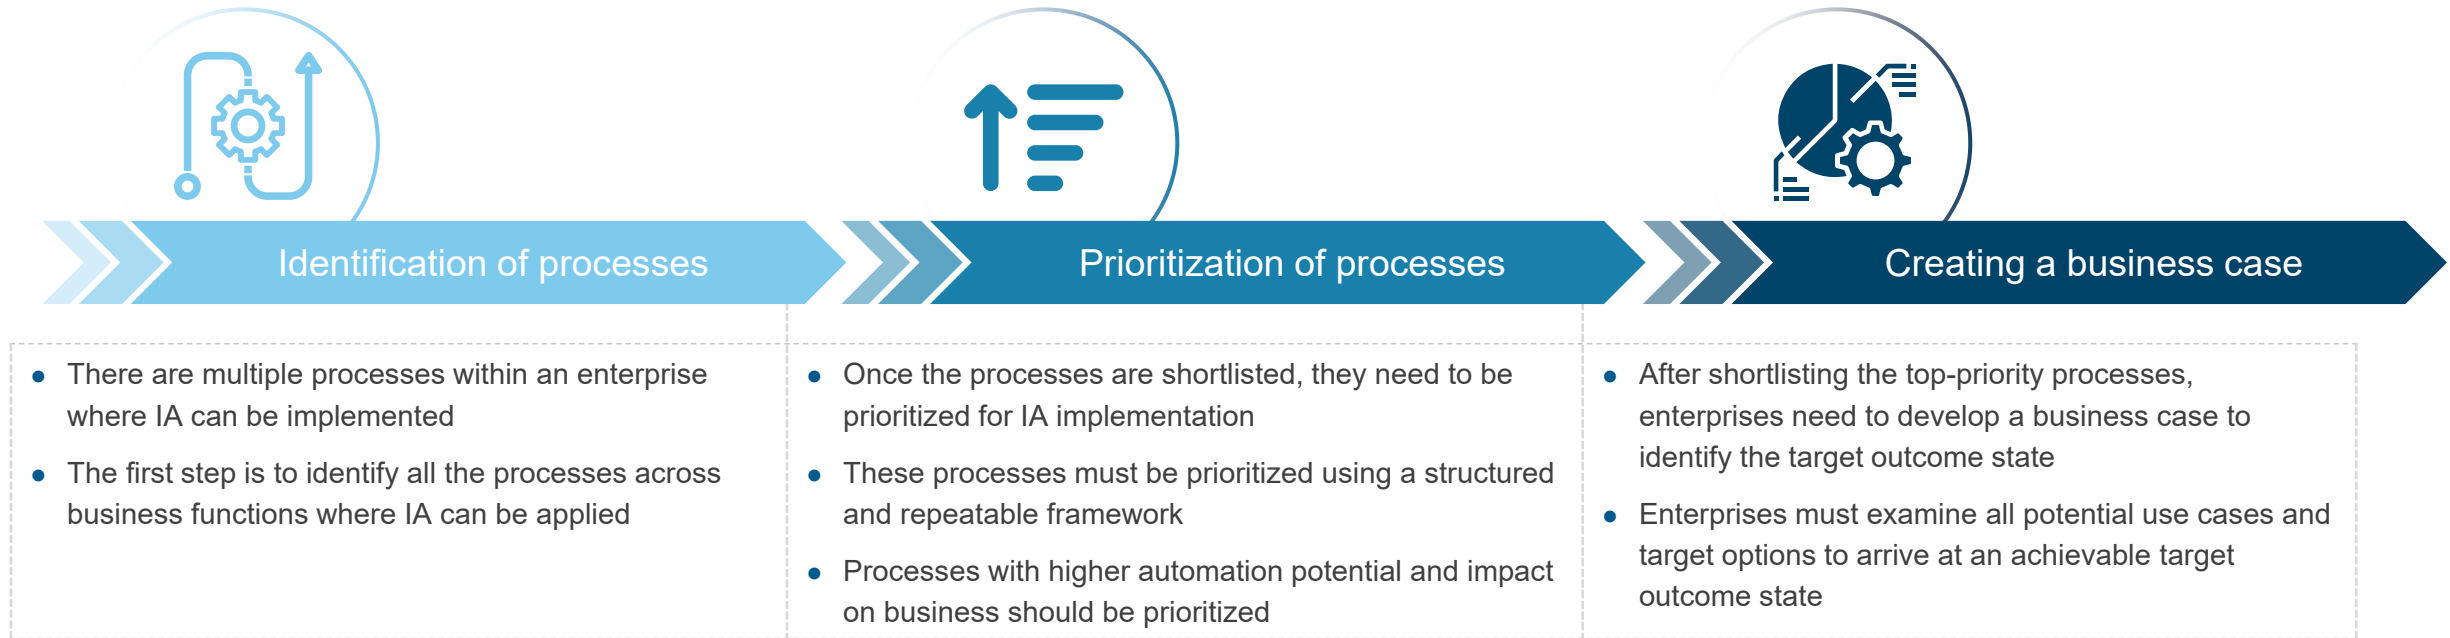 Identification of processes
Prioritization of processes
Creating a business case
● There are multiple processes within an enterprise
where IA can be implemented
● The first step is to identify all the processes across
business functions where IA can be applied
● Once the processes are shortlisted, they need to be
prioritized for IA implementation
● These processes must be prioritized using a structured
and repeatable framework
● Processes with higher automation potential and impact
on business should be prioritized
● After shortlisting the top-priority processes,
enterprises need to develop a business case to
identify the target outcome state
● Enterprises must examine all potential use cases and
target options to arrive at an achievable target
outcome state